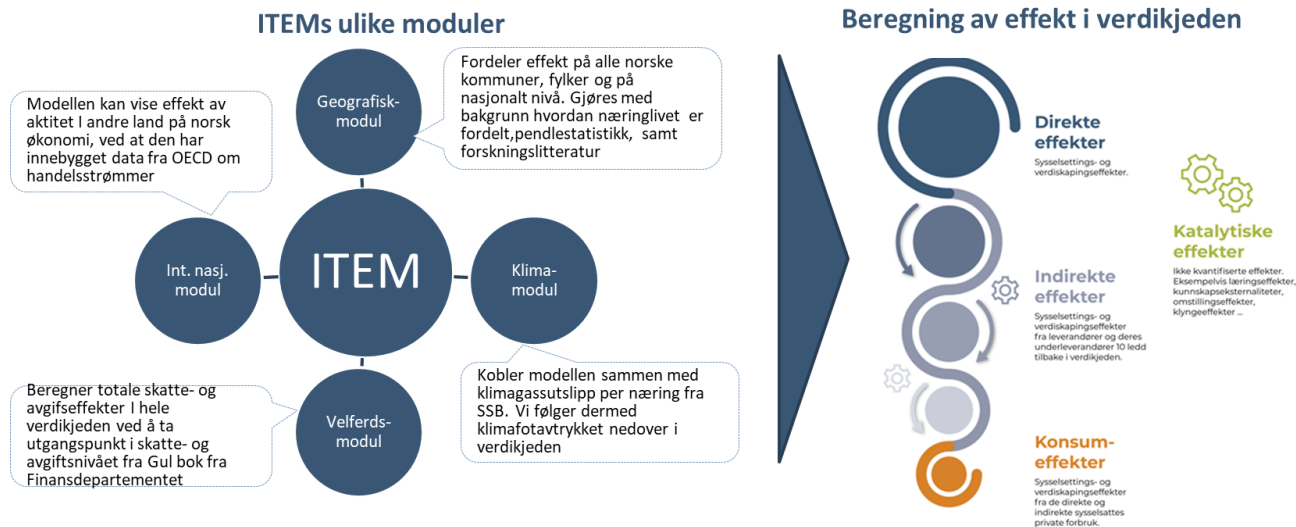 ITEMs ulike moduler
Modellen kan vise effekt av
aktitet I andre land på norsk
økonomi, ved at den har
innebygget data fra OECD om
handelsstrømmer
Geografisk-
modul
Fordeler effekt på alle norske
kommuner, fylker og på
nasjonalt nivå. Gjøres med
bakgrunn hvordan næringlivet er
fordelt,pendlestatistikk, samt
forskningslitteratur
Int. nasj.
modul
ITEM
Klima-
modul
Beregner totale skatte- og
avgifseffekter I hele
verdikjeden ved å ta
utgangspunkt i skatte- og
avgiftsnivået fra Gul bok fra
Finansdepartementet
Velferds-
modul
Kobler modellen sammen med
klimagassutslipp per næring fra
SSB. Vi følger dermed
klimafotavtrykket nedover i
verdikjeden
Beregning av effekt i verdikjeden
Direkte
effekter
Sysselsettings- og
verdiskapingseffekter.
Indirekte
effekter
Sysselsettings- og
verdiskapingseffekter
fra leverandører og deres
underleverandører 10 ledd
tilbake i verdikjeden.
Konsum-
effekter
Sysselsettings- og
verdiskapingseffekter
fra de direkte og
indirekte sysselsattes
private forbruk.
Katalytiske
effekter
Ikke kvantifiserte effekter.
Eksempelvis læringseffekter,
kunnskapseksternaliteter,
omstillingseffekter,
klyngeeffekter ...